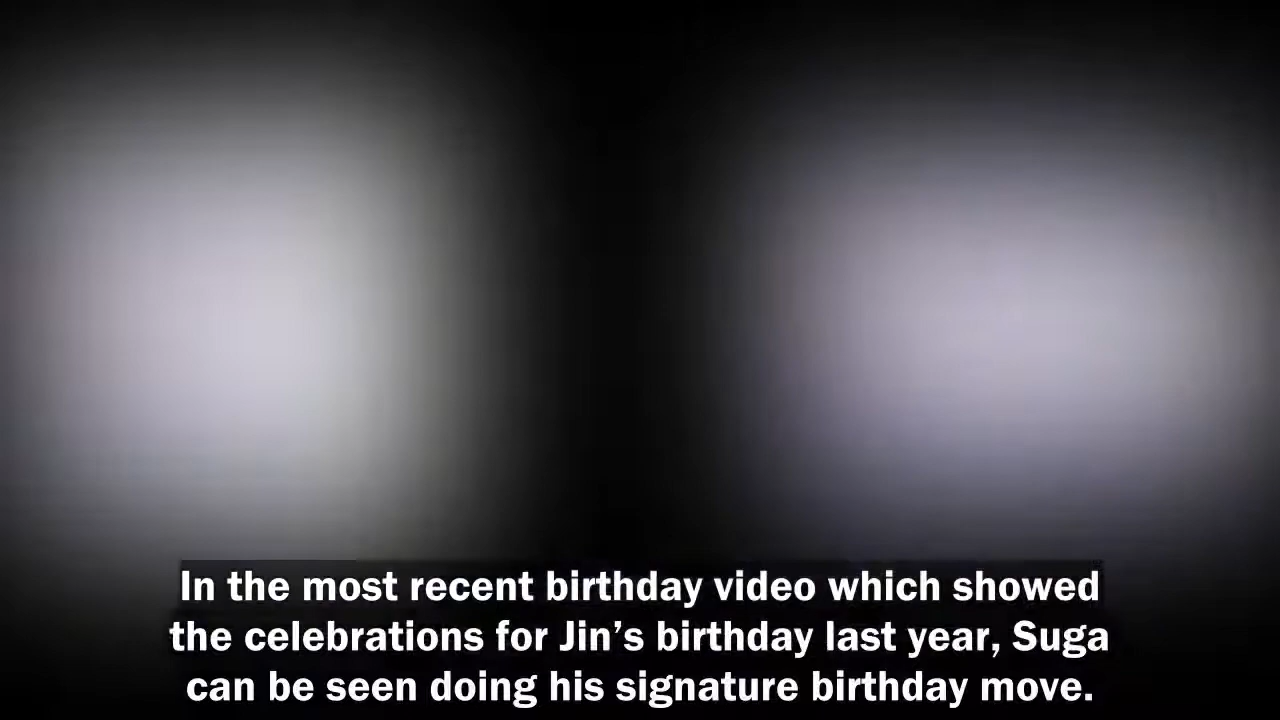 In the most recent birthday video which showed
the celebrations for Jin’s birthday last year, Suga
can be seen doing his signature birthday move.